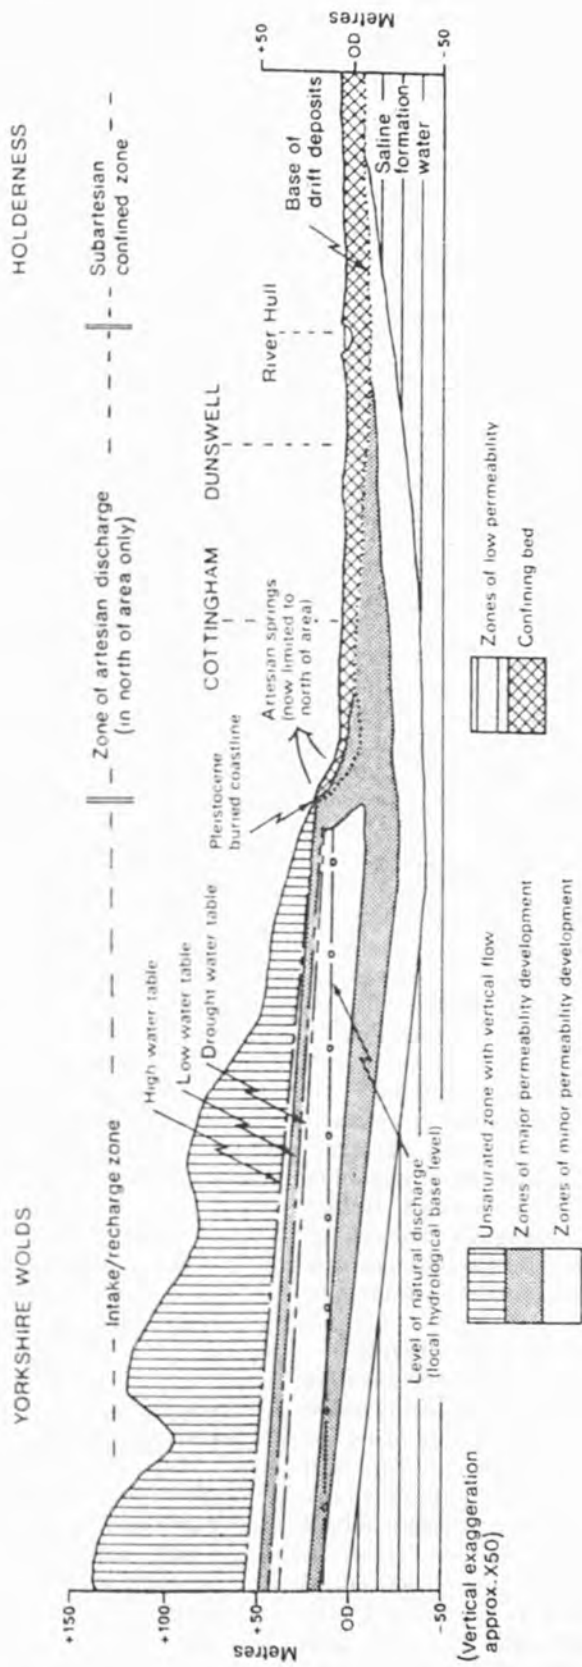 YORKSHIRE WOLDS
HOLDERNESS
Intake/recharge zone
Zone of artesian discharge
(in north of area only)
Subartesian
confined zone
Metres
+150
+100
+50
OD
-50
High water table
Low water table
Drought water table
Pleistocene
buried coastline
Artesian springs
(now limited to
north of area)
COTTINGHAM
DUNSWELL
River Hull
Base of
drift deposits
Saline
formation
water
Metres
+50
OD
-50
Level of natural discharge
(local hydrological base level)
(Vertical exaggeration
approx. X50)
Unsaturated zone with vertical flow
Zones of major permeability development
Zones of minor permeability development
Zones of low permeability
Confining bed